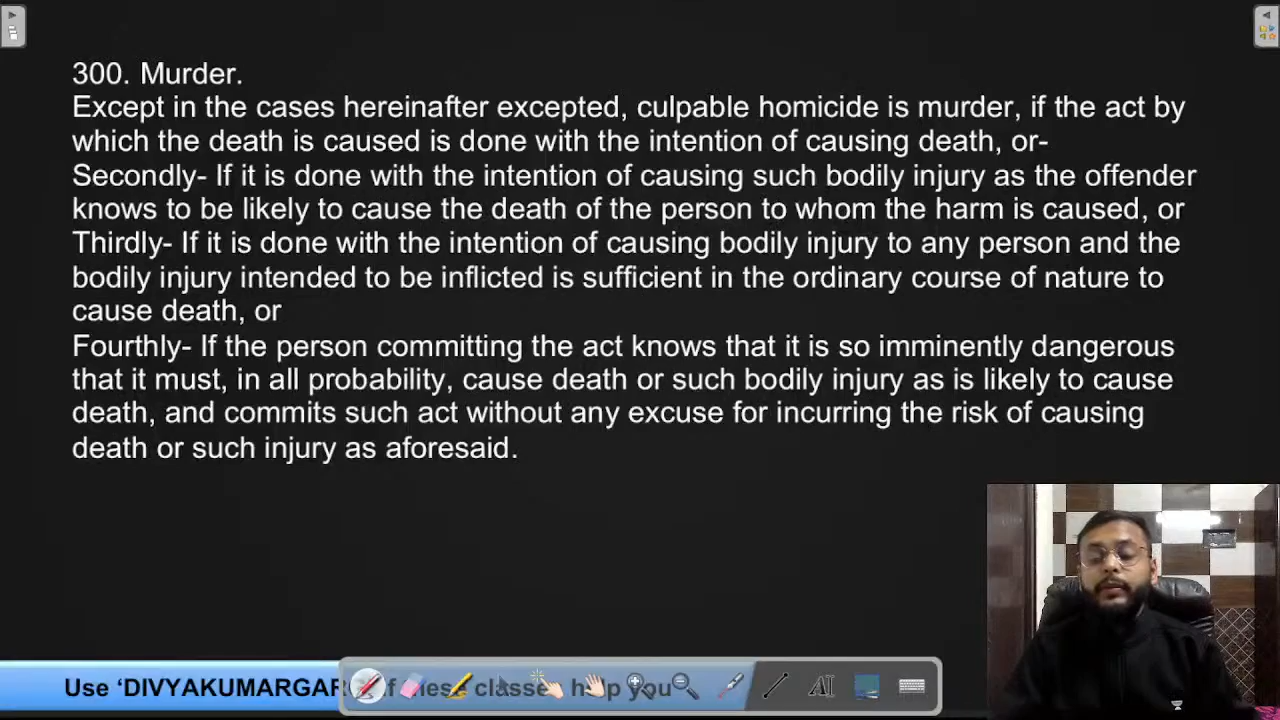 300. Murder.
Except in the cases hereinafter excepted, culpable homicide is murder, if the act by
which the death is caused is done with the intention of causing death, or-
Secondly- If it is done with the intention of causing such bodily injury as the offender
knows to be likely to cause the death of the person to whom the harm is caused, or
Thirdly- If it is done with the intention of causing bodily injury to any person and the
bodily injury intended to be inflicted is sufficient in the ordinary course of nature to
cause death, or
Fourthly- If the person committing the act knows that it is so imminently dangerous
that it must, in all probability, cause death or such bodily injury as is likely to cause
death, and commits such act without any excuse for incurring the risk of causing
death or such injury as aforesaid.
Use ‘DIVYAKUMARGAR help you
AI